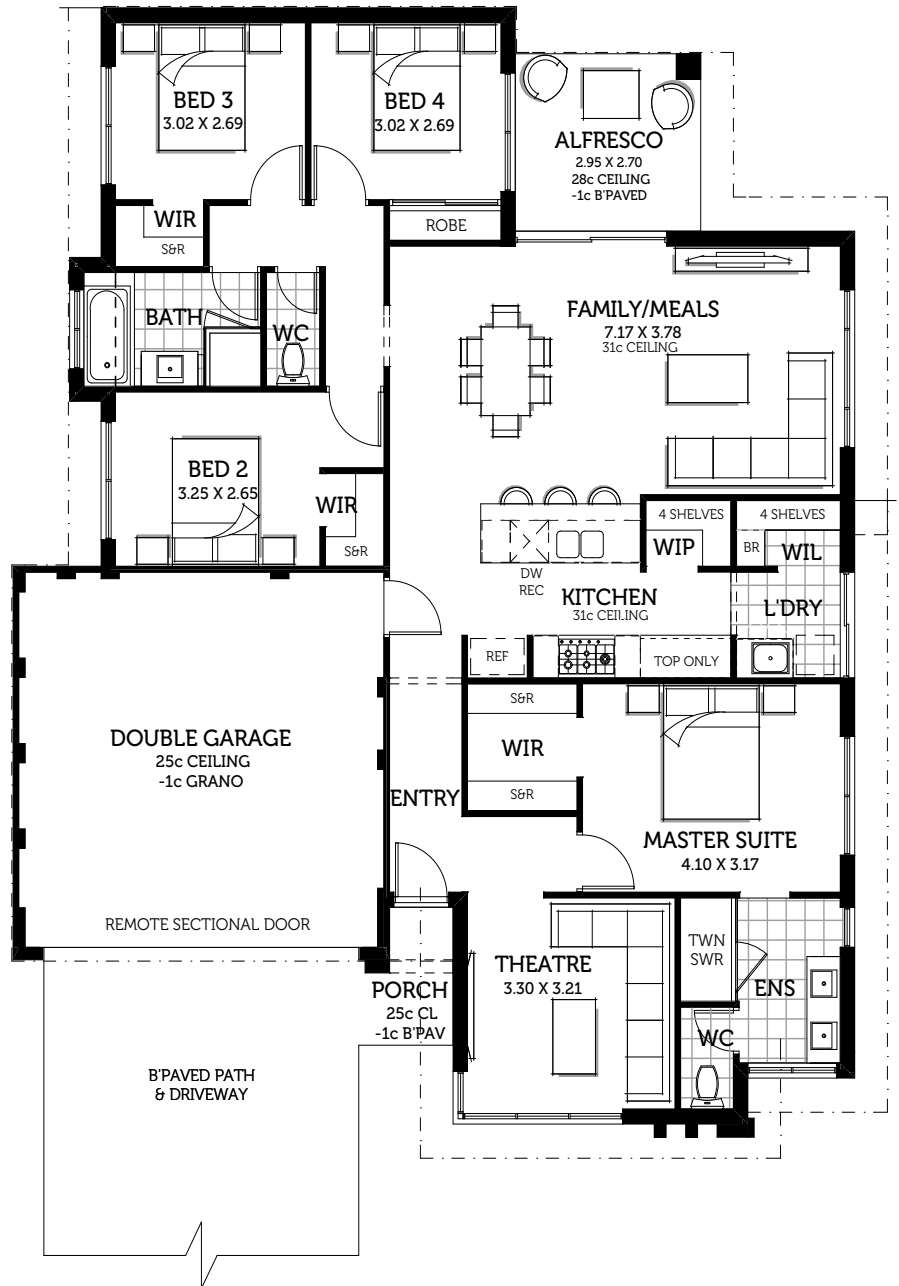 BED 3
3.02 X 2.69
BED 4
3.02 X 2.69
ALFRESCO
2.95 X 2.70
28c CEILING
-1c B'PAVED
WIR
S&R
ROBE
BATH
WC
FAMILY/MEALS
7.17 X 3.78
31c CEILING
BED 2
3.25 X 2.65
WIR
S&R
4 SHELVES
WIP
4 SHELVES
BR
WIL
DW
REC
KITCHEN
31c CEILING
L'DRY
REF
TOP ONLY
DOUBLE GARAGE
25c CEILING
-1c GRANO
S&R
WIR
S&R
ENTRY
MASTER SUITE
4.10 X 3.17
REMOTE SECTIONAL DOOR
THEATRE
3.30 X 3.21
TWN
SWR
ENS
PORCH
25c CL
-1c B'PAV
WC
B'PAVED PATH
& DRIVEWAY